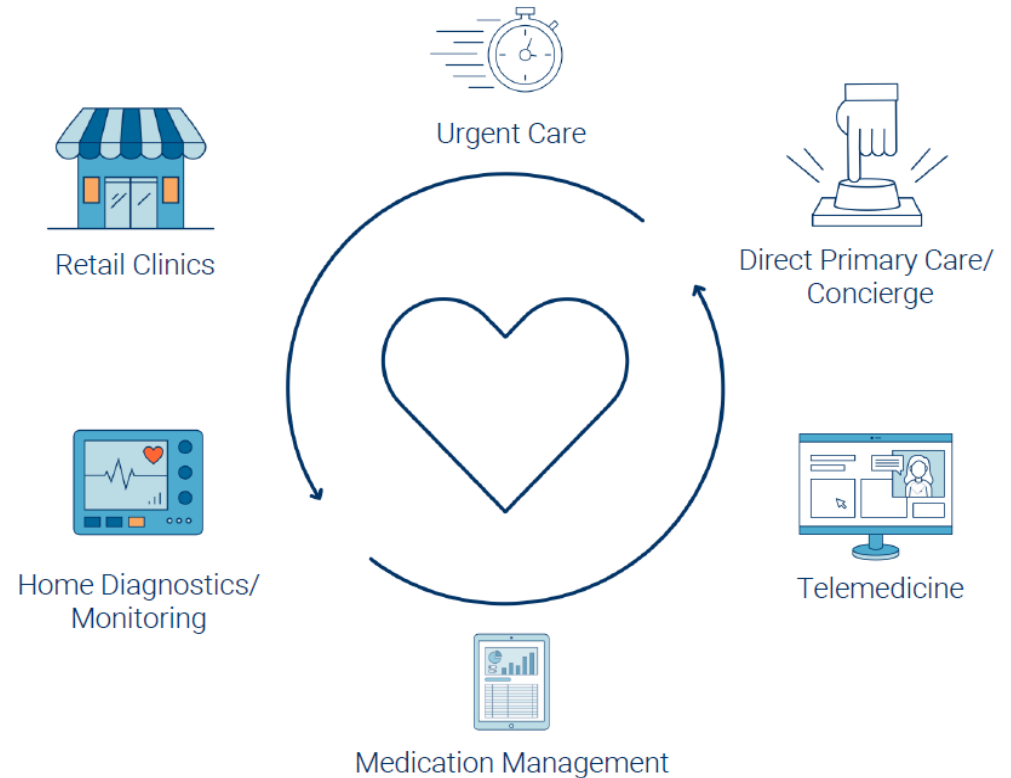 Urgent Care
Retail Clinics
Direct Primary Care/
Concierge
Home Diagnostics/
Monitoring
Telemedicine
Medication Management